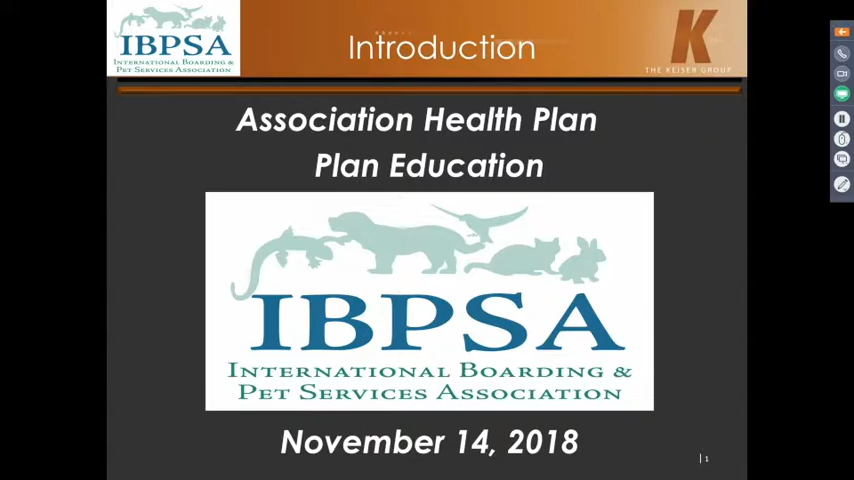 IBPSA
INTERNATIONAL BOARDING &
PET SERVICES ASSOCIATION
Introduction
K
THE KEISER GROUP
Association Health Plan
Plan Education
IBPSA
INTERNATIONAL BOARDING &
PET SERVICES ASSOCIATION
November 14, 2018
| 1